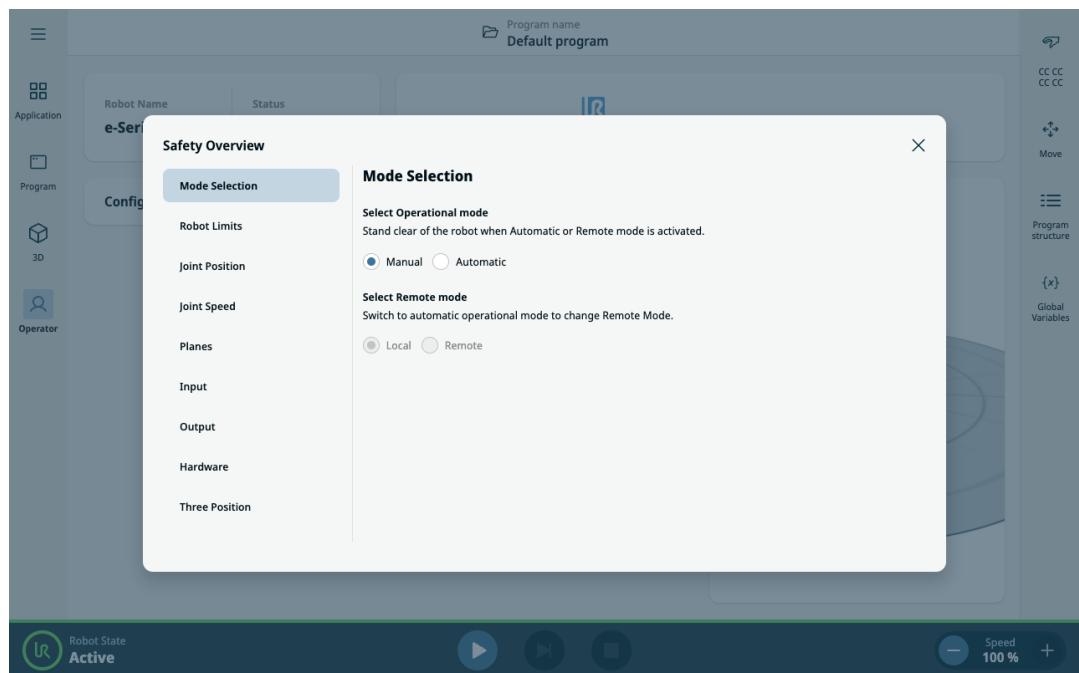 Program name
Default program
Application
Program
3D
Operator
Robot Name
Status
e-Seri
Config
UR
Safety Overview
Mode Selection
Robot Limits
Joint Position
Joint Speed
Planes
Input
Output
Hardware
Three Position
Mode Selection
Select Operational mode
Stand clear of the robot when Automatic or Remote mode is activated.
Manual
Automatic
Select Remote mode
Switch to automatic operational mode to change Remote Mode.
Local
Remote
CC CC
CC CC
Move
Program
structure
{x}
Global
Variables
UR
Robot State
Active
Speed
100 %